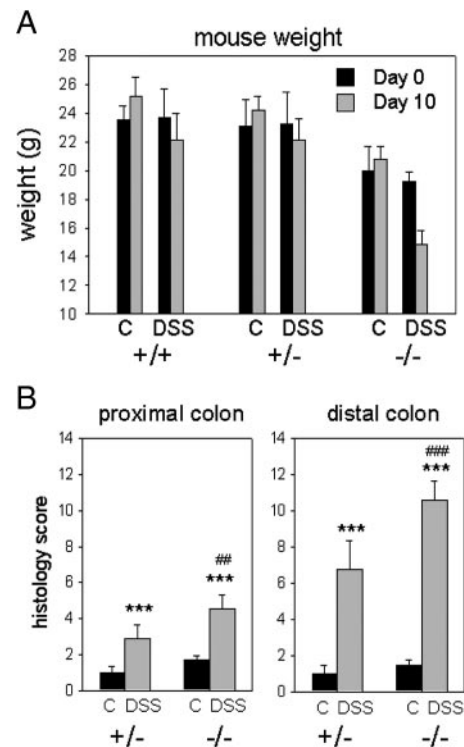 A
mouse weight
Day 0
Day 10
weight (g)
28
26
24
22
20
18
16
14
12
10
C DSS C DSS C DSS
+/+ +/- -/-
B
proximal colon distal colon
histology score
14
12
10
8
6
4
2
0
***
##
***
C DSS C DSS
+/- -/-
14
12
10
8
6
4
2
0
***
###
***
C DSS C DSS
+/- -/-